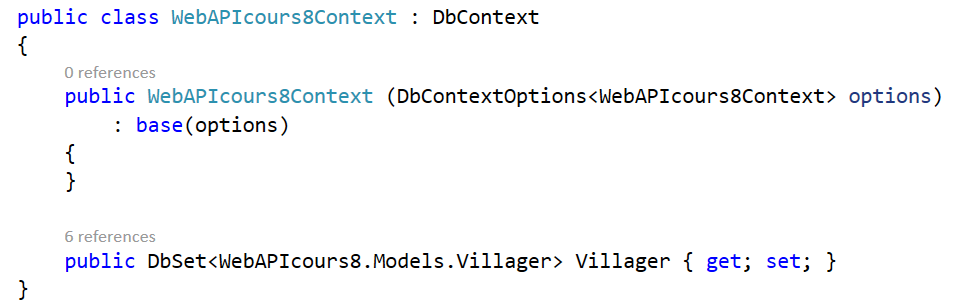 public class WebAPIcours8Context : DbContext
{
0 references
public WebAPIcours8Context (DbContextOptions<WebAPIcours8Context> options)
: base(options)
{
}
6 references
public DbSet<WebAPIcours8.Models.Villager> Villager { get; set; }
}